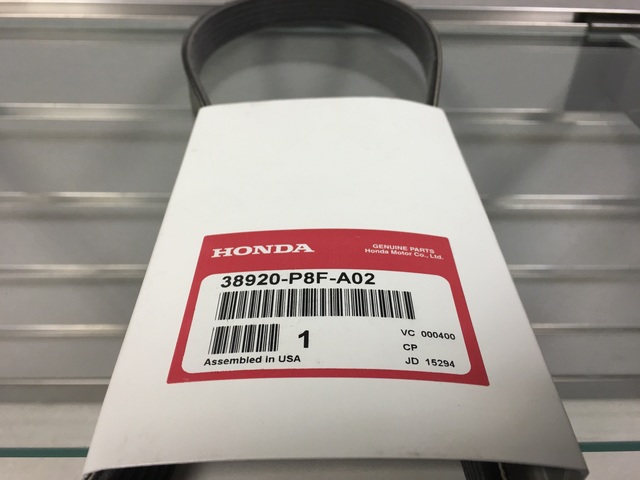 HONDA
GENUINE PARTS
Honda Motor Co., Ltd.
38920-P8F-A02
1
VC 000400
CP
Assembled in USA
JD 15294